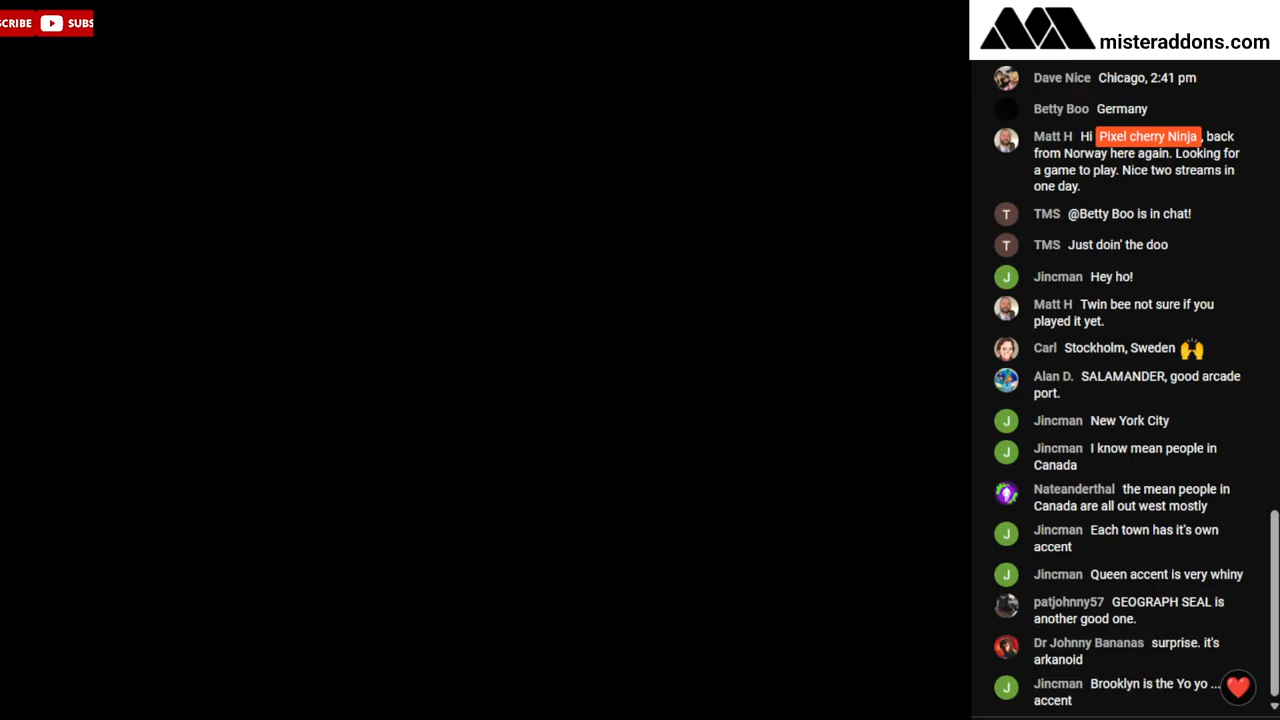 SCRIBE SUBS
misteraddons.com
Dave Nice Chicago, 2:41 pm
Betty Boo Germany
Matt H Hi Pixel cherry Ninja , back
from Norway here again. Looking for
a game to play. Nice two streams in
one day.
T TMS @Betty Boo is in chat!
T TMS Just doin' the doo
J Jincman Hey ho!
Matt H Twin bee not sure if you
played it yet.
Carl Stockholm, Sweden 🙌
Alan D. SALAMANDER, good arcade
port.
J Jincman New York City
J Jincman I know mean people in
Canada
Nateanderthal the mean people in
Canada are all out west mostly
J Jincman Each town has it's own
accent
J Jincman Queen accent is very whiny
patjohnny57 GEOGRAPH SEAL is
another good one.
Dr Johnny Bananas surprise. it's
arkanoid
J Jincman Brooklyn is the Yo yo ...
accent